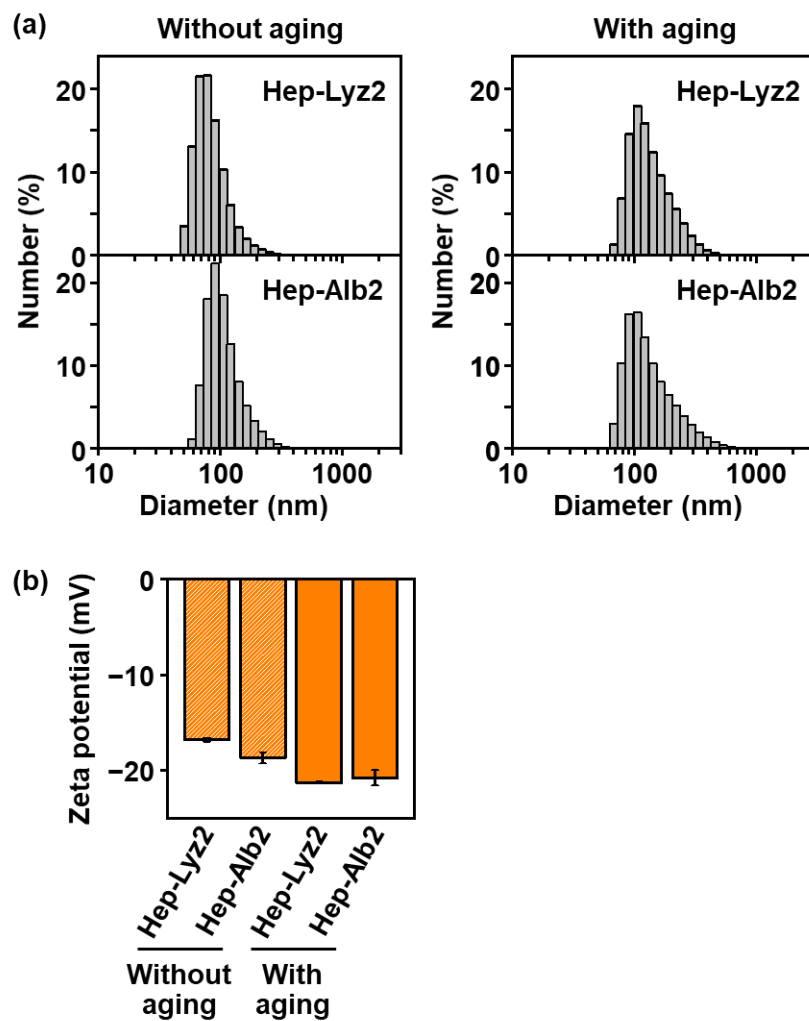 (a)
Without aging
With aging
Hep-Lyz2
Hep-Lyz2
Number (%)
20
10
0
20
10
0
Hep-Alb2
Hep-Alb2
Number (%)
20
10
0
20
10
0
10 100 1000
10 100 1000
Diameter (nm)
Diameter (nm)
(b)
Zeta potential (mV)
0
−10
−20
Hep-Lyz2
Hep-Alb2
Hep-Lyz2
Hep-Alb2
Without
aging
With
aging